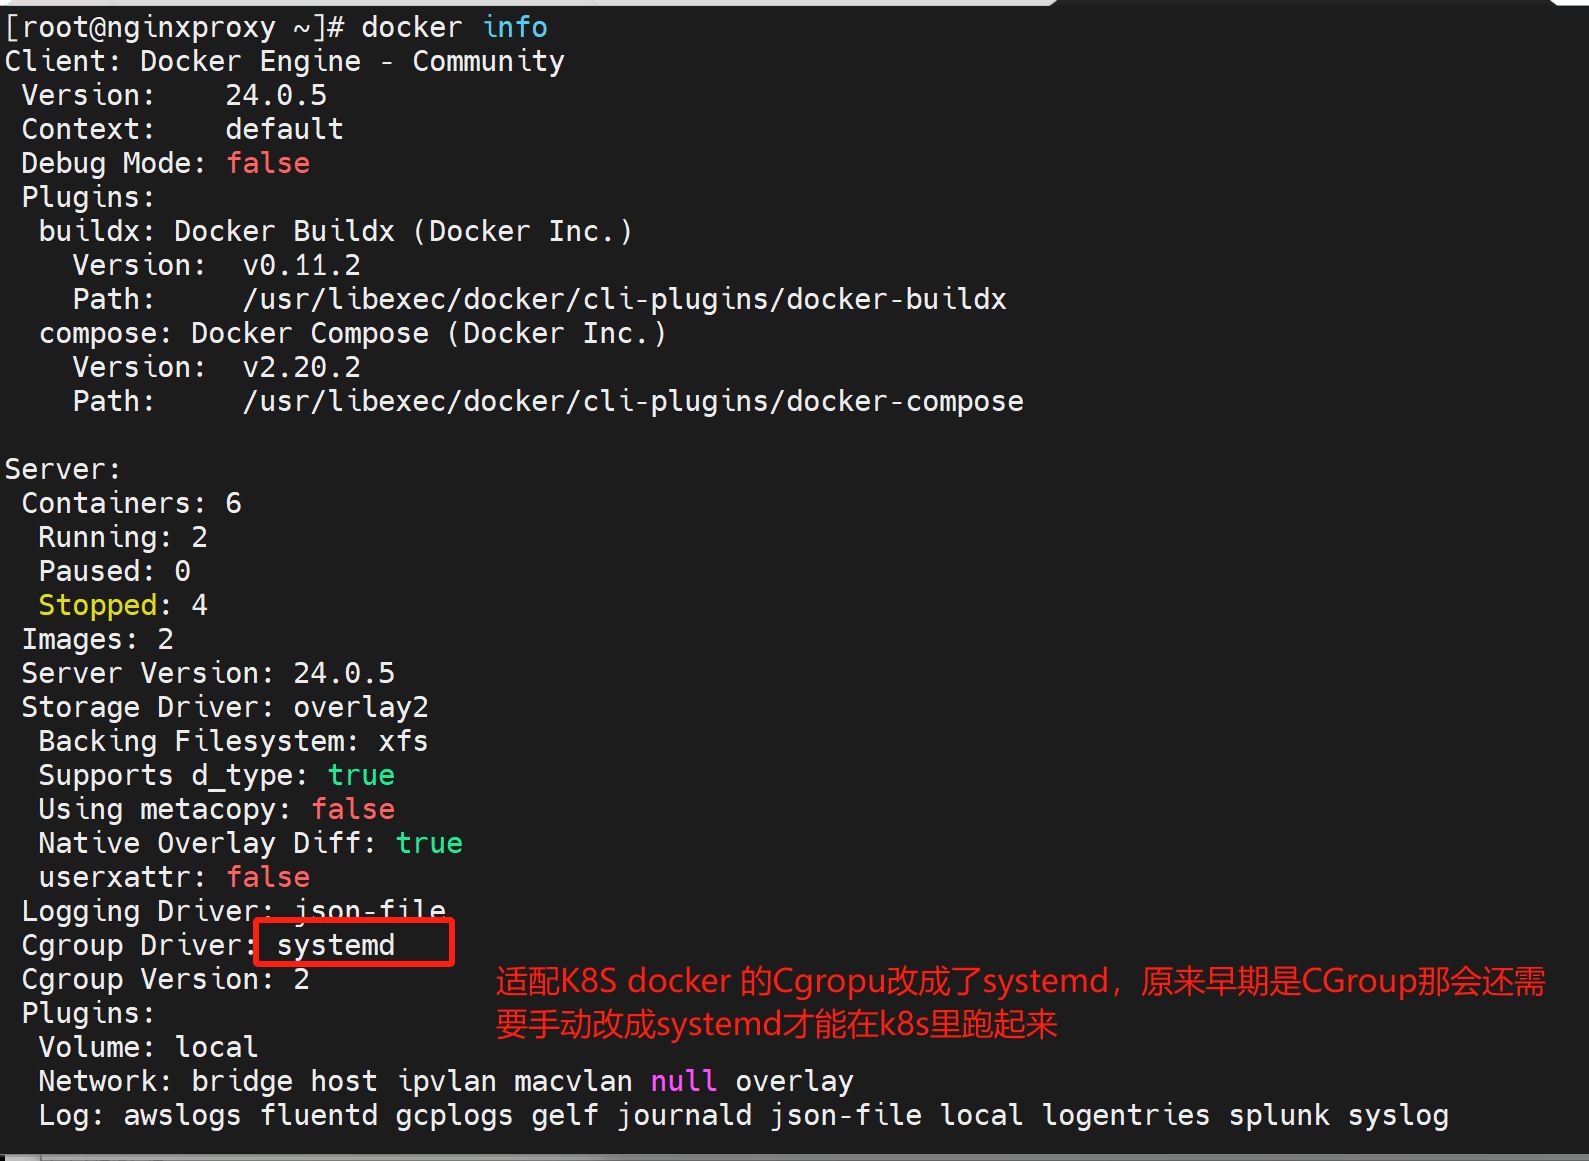 [root@nginxproxy ~]# docker info
Client: Docker Engine - Community
 Version:    24.0.5
 Context:    default
 Debug Mode: false
 Plugins:
  buildx: Docker Buildx (Docker Inc.)
    Version:  v0.11.2
    Path:     /usr/libexec/docker/cli-plugins/docker-buildx
  compose: Docker Compose (Docker Inc.)
    Version:  v2.20.2
    Path:     /usr/libexec/docker/cli-plugins/docker-compose

Server:
 Containers: 6
  Running: 2
  Paused: 0
  Stopped: 4
 Images: 2
 Server Version: 24.0.5
 Storage Driver: overlay2
  Backing Filesystem: xfs
  Supports d_type: true
  Using metacopy: false
  Native Overlay Diff: true
  userxattr: false
 Logging Driver: json-file
 Cgroup Driver: systemd
 Cgroup Version: 2
适配K8S docker 的Cgropu改成了systemd，原来早期是CGroup那会还需
要手动改成systemd才能在k8s里跑起来
 Plugins:
  Volume: local
  Network: bridge host ipvlan macvlan null overlay
  Log: awslogs fluentd gcplogs gelf journald json-file local logentries splunk syslog